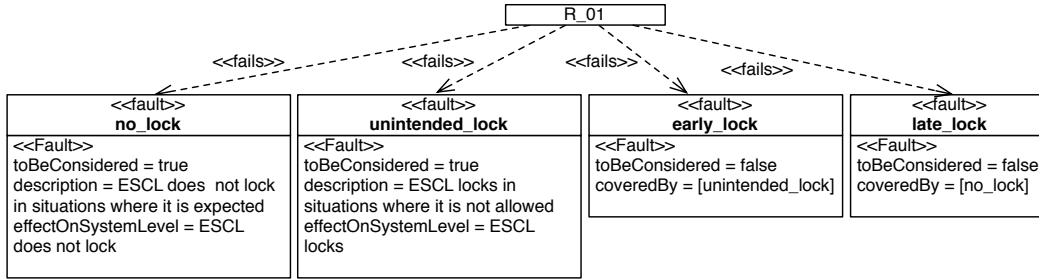 R_01
<<fails>>
<<fails>>
<<fails>>
<<fails>>
<<fault>>
no_lock
<<Fault>>
toBeConsidered = true
description = ESCL does  not lock
in situations where it is expected
effectOnSystemLevel = ESCL
does not lock
<<fault>>
unintended_lock
<<Fault>>
toBeConsidered = true
description = ESCL locks in
situations where it is not allowed
effectOnSystemLevel = ESCL
locks
<<fault>>
early_lock
<<Fault>>
toBeConsidered = false
coveredBy = [unintended_lock]
<<fault>>
late_lock
<<Fault>>
toBeConsidered = false
coveredBy = [no_lock]